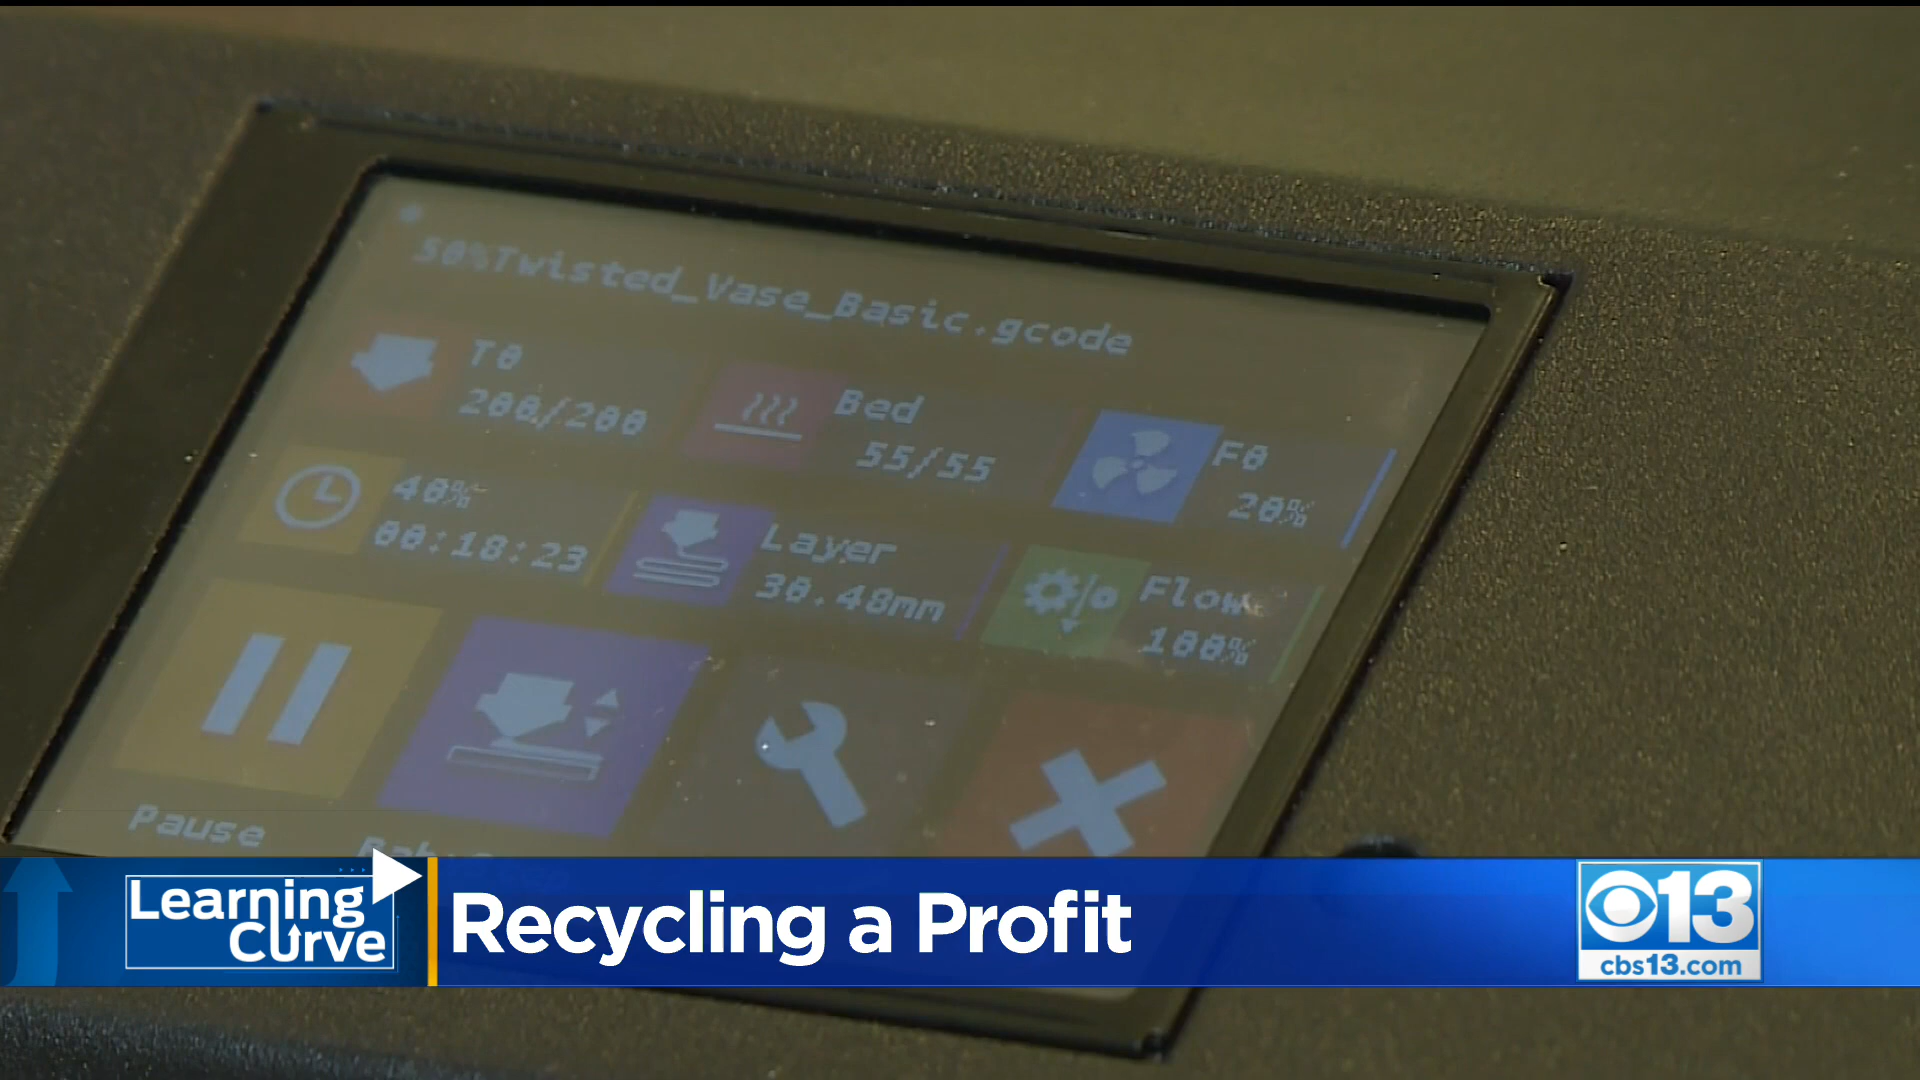 50%Twisted_Vase_Basic.gcode
T0
200/200
Bed
55/55
F0
20%
40%
00:18:23
Layer
30.48mm
Flow
100%
Pause
Learning
Curve
Recycling a Profit
13
cbs13.com